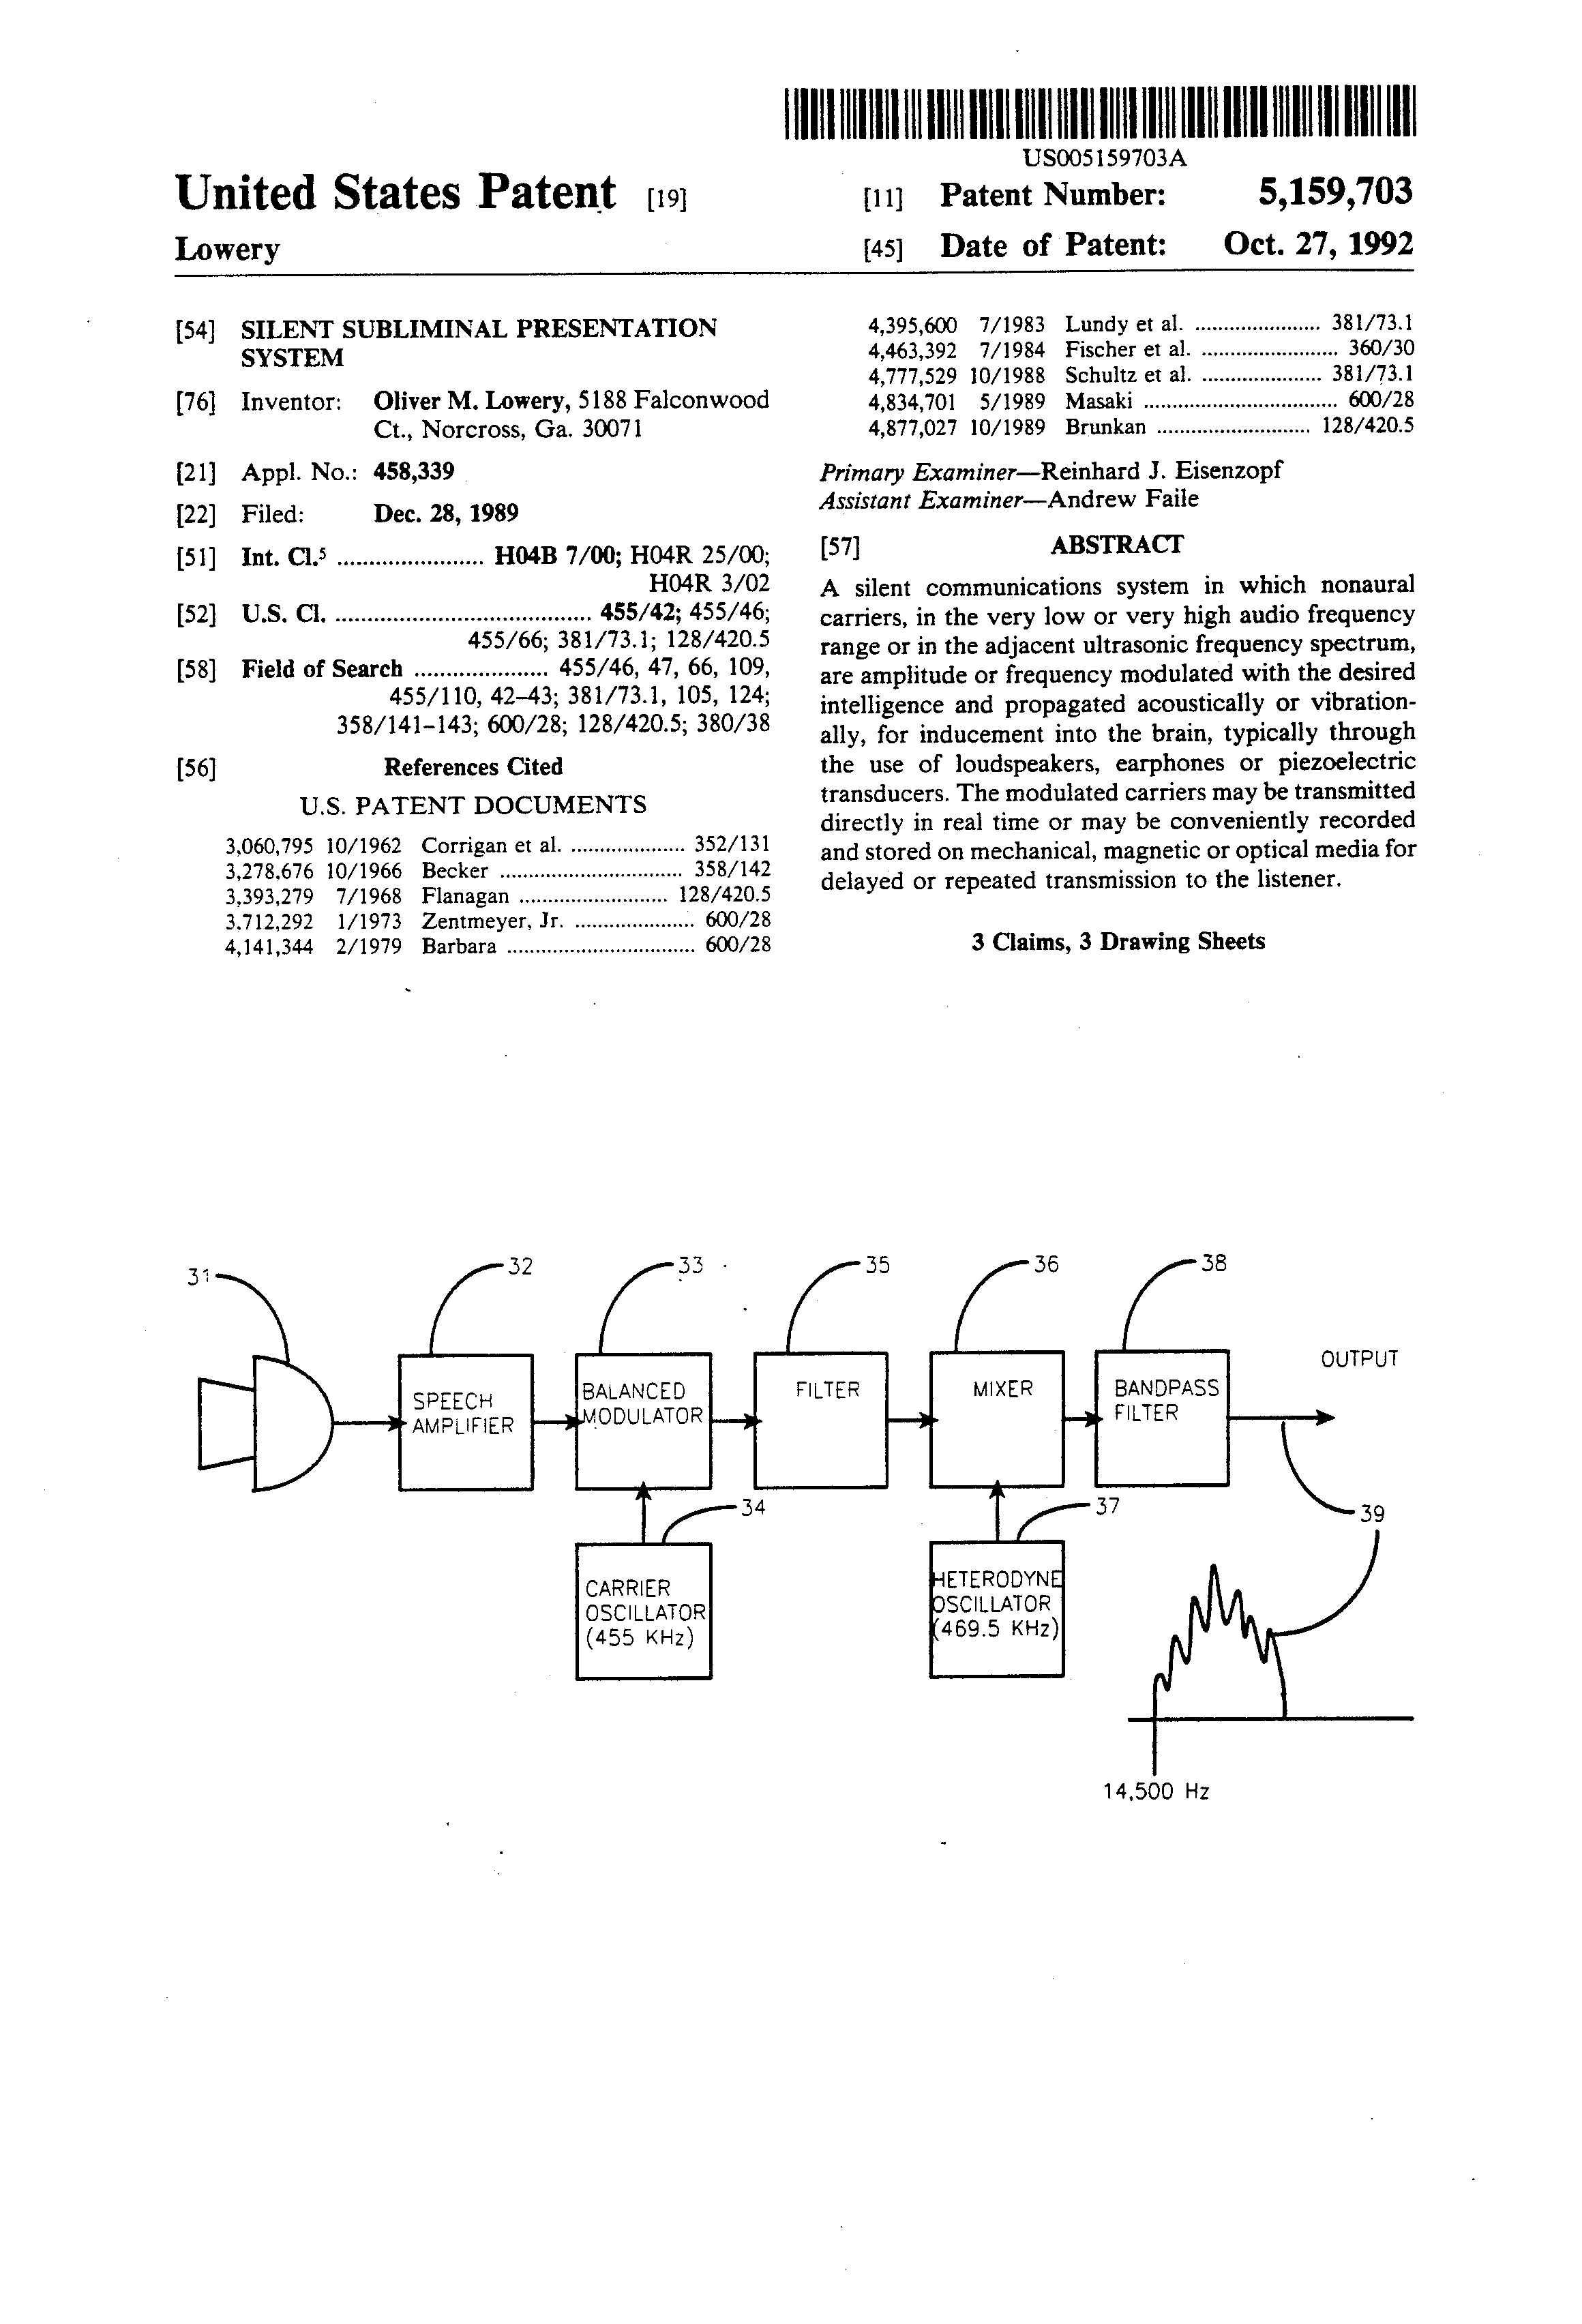 US005159703A
United States Patent [19]
Lowery
[11] Patent Number: 5,159,703
[45] Date of Patent: Oct. 27, 1992
[54] SILENT SUBLIMINAL PRESENTATION
SYSTEM
[76] Inventor: Oliver M. Lowery, 5188 Falconwood
Ct., Norcross, Ga. 30071
[21] Appl. No.: 458,339
[22] Filed: Dec. 28, 1989
[51] Int. Cl.⁵ ...................... H04B 7/00; H04R 25/00;
H04R 3/02
[52] U.S. Cl. ....................................... 455/42; 455/46;
455/66; 381/73.1; 128/420.5
[58] Field of Search .................... 455/46, 47, 66, 109,
455/110, 42–43; 381/73.1, 105, 124;
358/141–143; 600/28; 128/420.5; 380/38
[56] References Cited
U.S. PATENT DOCUMENTS
3,060,795 10/1962 Corrigan et al. .................... 352/131
3,278,676 10/1966 Becker ................................ 358/142
3,393,279 7/1968 Flanagan .......................... 128/420.5
3,712,292 1/1973 Zentmeyer, Jr. ..................... 600/28
4,141,344 2/1979 Barbara ................................. 600/28
4,395,600 7/1983 Lundy et al. ...................... 381/73.1
4,463,392 7/1984 Fischer et al. ........................ 360/30
4,777,529 10/1988 Schultz et al. ..................... 381/73.1
4,834,701 5/1989 Masaki .................................. 600/28
4,877,027 10/1989 Brunkan ........................... 128/420.5
Primary Examiner—Reinhard J. Eisenzopf
Assistant Examiner—Andrew Faile
[57] ABSTRACT
A silent communications system in which nonaural
carriers, in the very low or very high audio frequency
range or in the adjacent ultrasonic frequency spectrum,
are amplitude or frequency modulated with the desired
intelligence and propagated acoustically or vibration-
ally, for inducement into the brain, typically through
the use of loudspeakers, earphones or piezoelectric
transducers. The modulated carriers may be transmitted
directly in real time or may be conveniently recorded
and stored on mechanical, magnetic or optical media for
delayed or repeated transmission to the listener.
3 Claims, 3 Drawing Sheets
31
32
33
35
36
38
OUTPUT
SPEECH
AMPLIFIER
BALANCED
MODULATOR
FILTER
MIXER
BANDPASS
FILTER
34
37
39
CARRIER
OSCILLATOR
(455 KHz)
HETERODYNE
OSCILLATOR
(469.5 KHz)
14,500 Hz